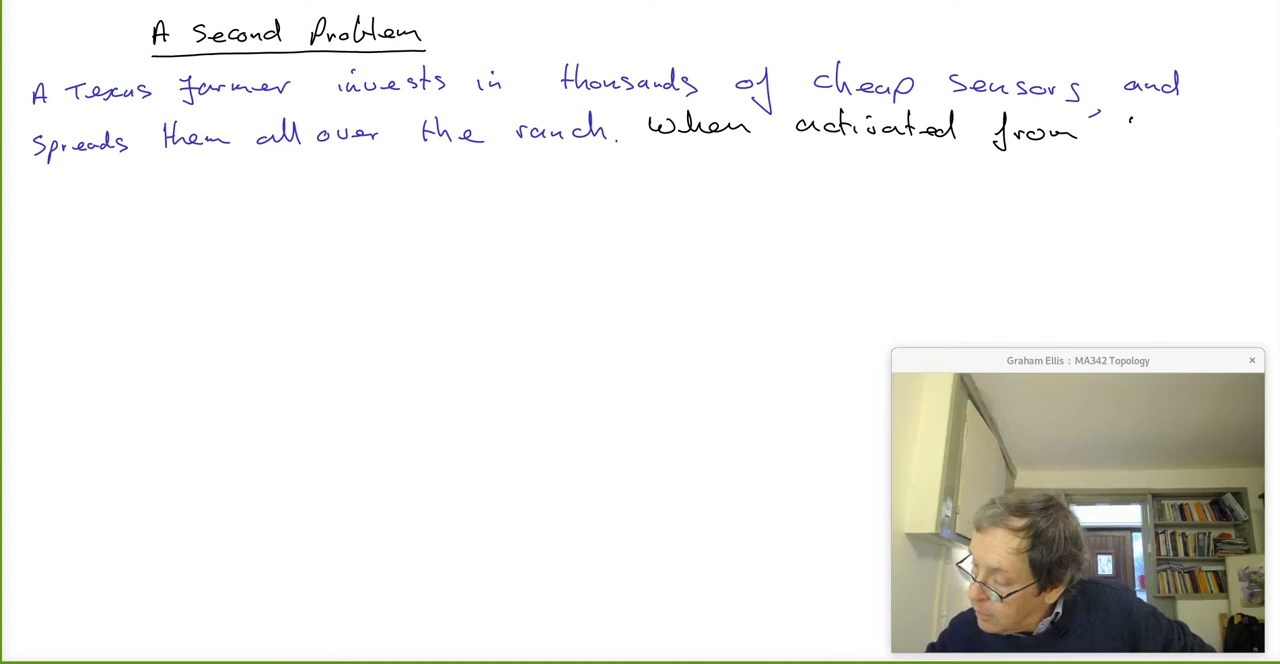 A Second Problem
A Texas farmer invests in thousands of cheap sensors, and
spreads them all over the ranch. When activated from
Graham Ellis : MA342 Topology